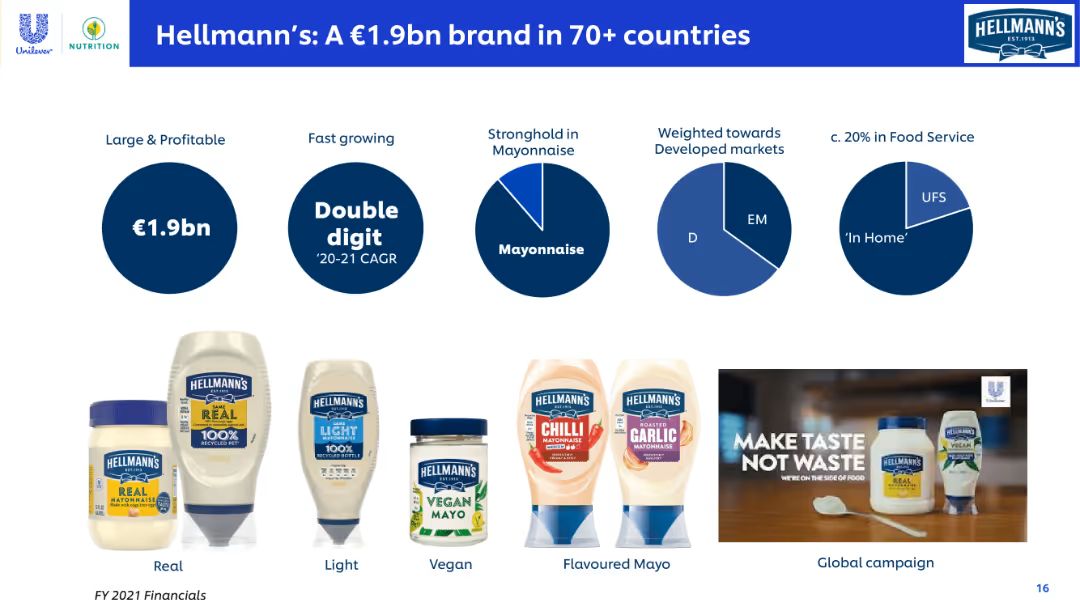 Unilever
NUTRITION
Hellmann's: A €1.9bn brand in 70+ countries
HELLMANN'S
EST.1913
Large & Profitable
Fast growing
Stronghold in
Mayonnaise
Weighted towards
Developed markets
c. 20% in Food Service
€1.9bn
Double
digit
'20-21 CAGR
Mayonnaise
D
EM
UFS
'In Home'
HELLMANN'S
REAL
MAYONNAISE
HELLMANN'S
SAME
REAL
100%
RECYCLED PET
HELLMANN'S
LIGHT
MAYONNAISE
100%
RECYCLED BOTTLE
HELLMANN'S
VEGAN
MAYO
HELLMANN'S
CHILLI
MAYONNAISE
HELLMANN'S
ROASTED
GARLIC
MAYONNAISE
Unilever
MAKE TASTE
NOT WASTE
WE'RE ON THE SIDE OF FOOD
HELLMANN'S
REAL
VEGAN
Real
Light
Vegan
Flavoured Mayo
Global campaign
FY 2021 Financials
16